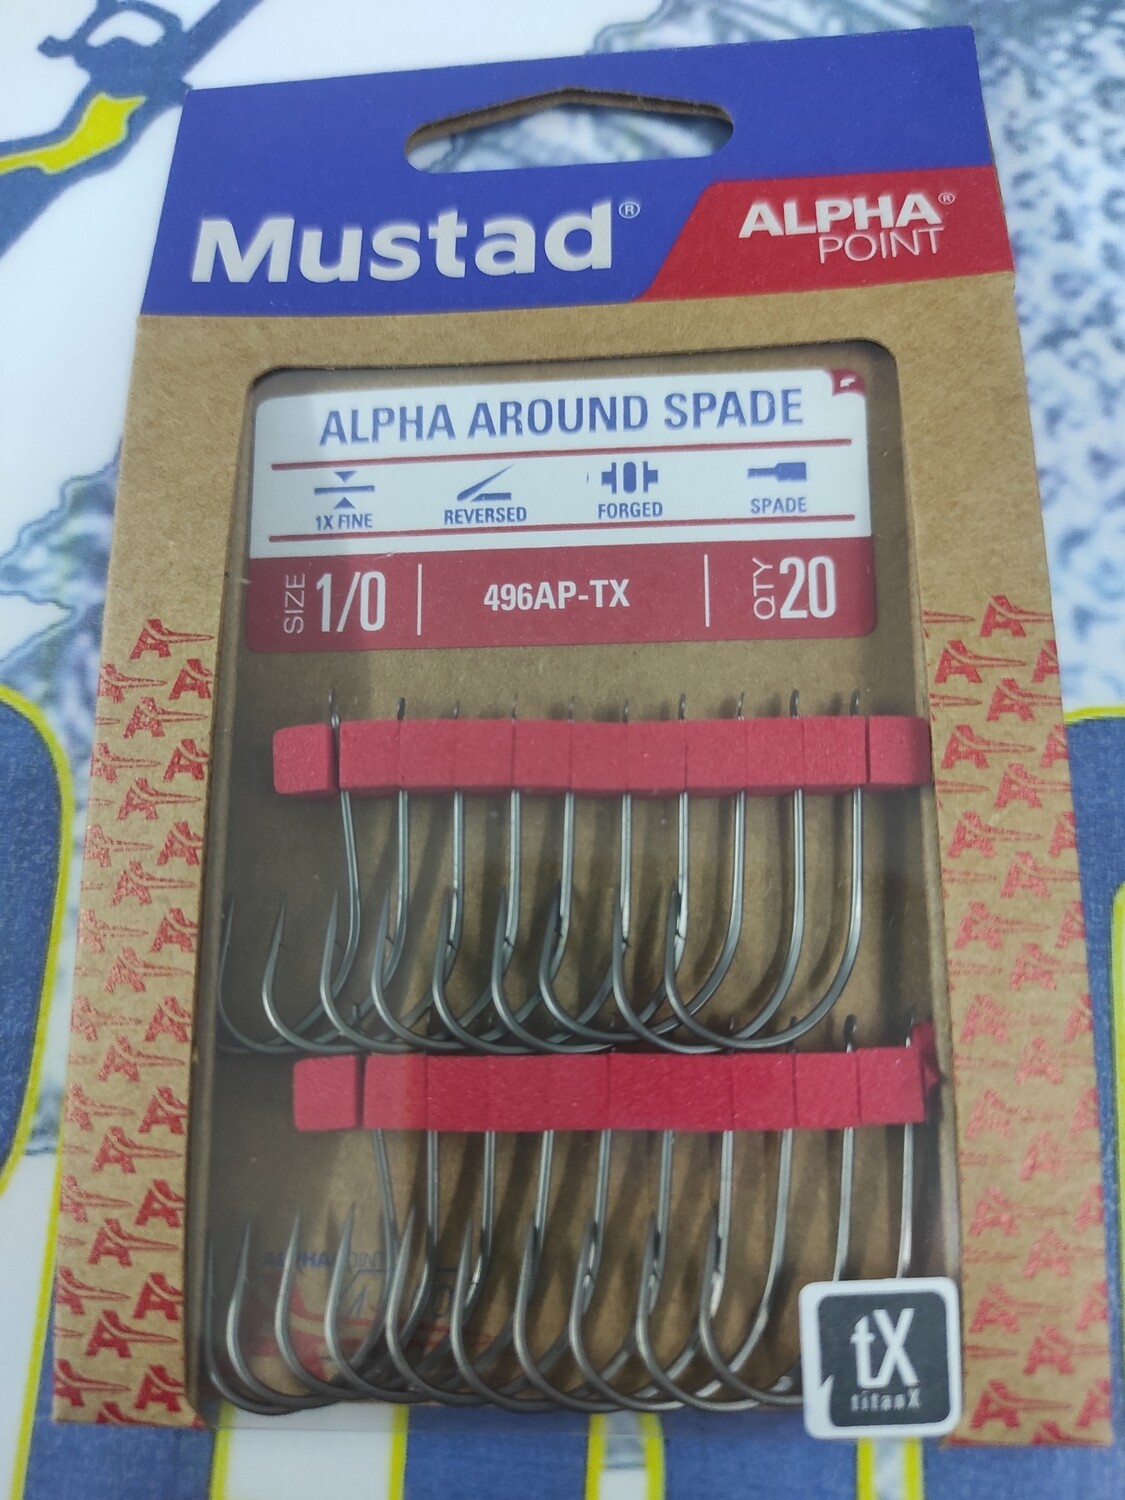 Mustad®
ALPHA®
POINT
ALPHA AROUND SPADE
1X FINE
REVERSED
FORGED
SPADE
SIZE 1/0
496AP-TX
QTY 20
tX
titanX